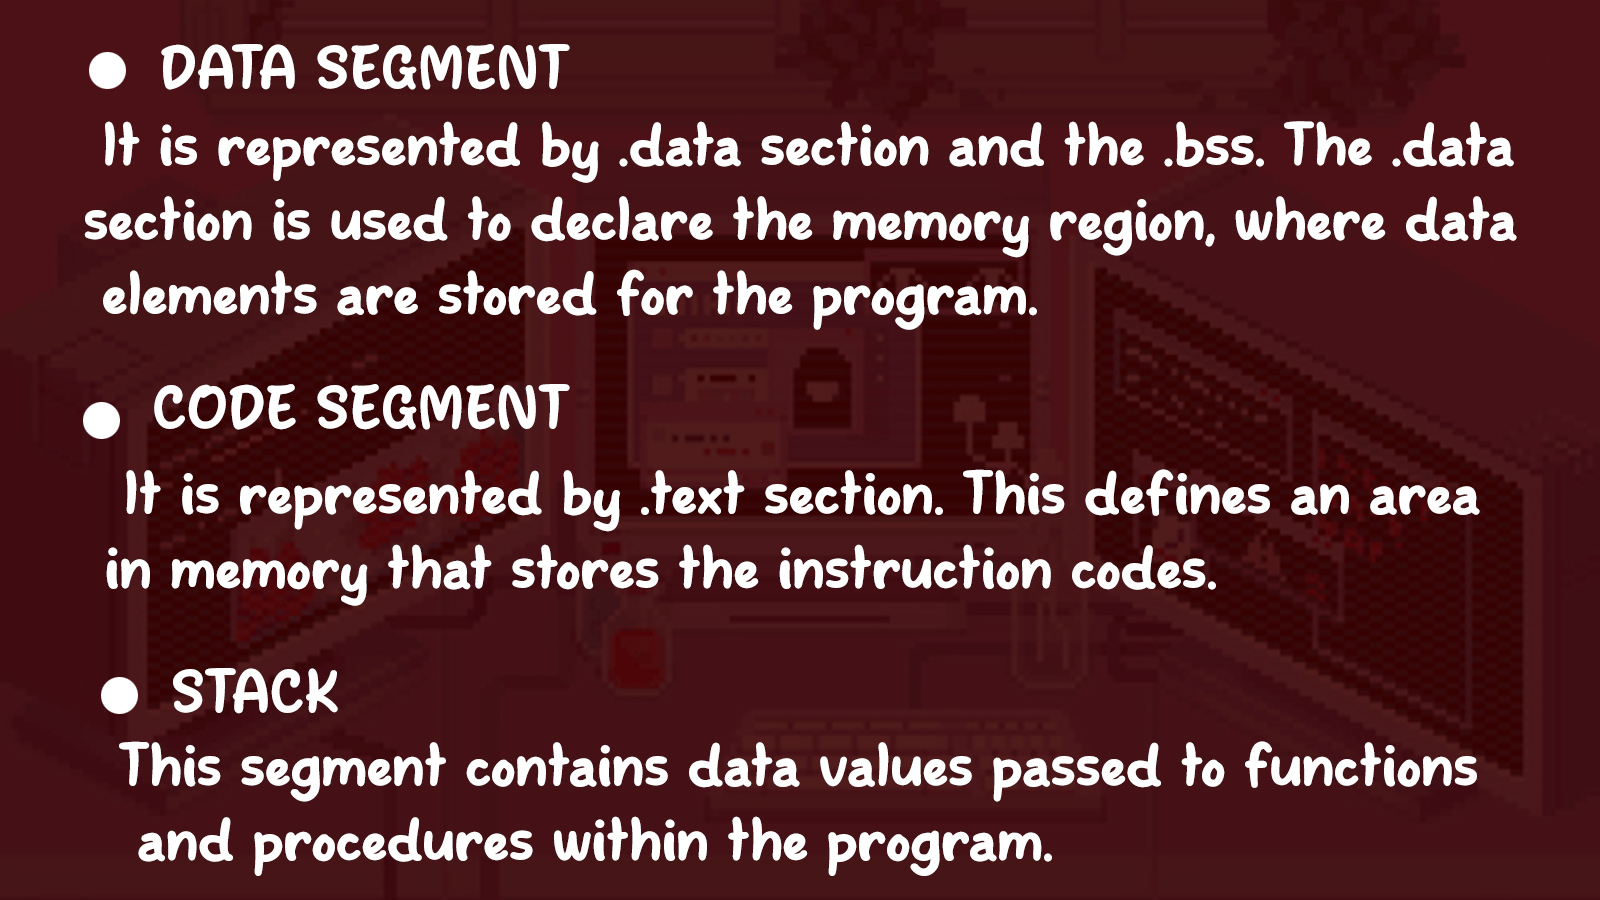 ● DATA SEGMENT
It is represented by .data section and the .bss. The .data
section is used to declare the memory region, where data
elements are stored for the program.
● CODE SEGMENT
It is represented by .text section. This defines an area
in memory that stores the instruction codes.
● STACK
This segment contains data values passed to functions
and procedures within the program.